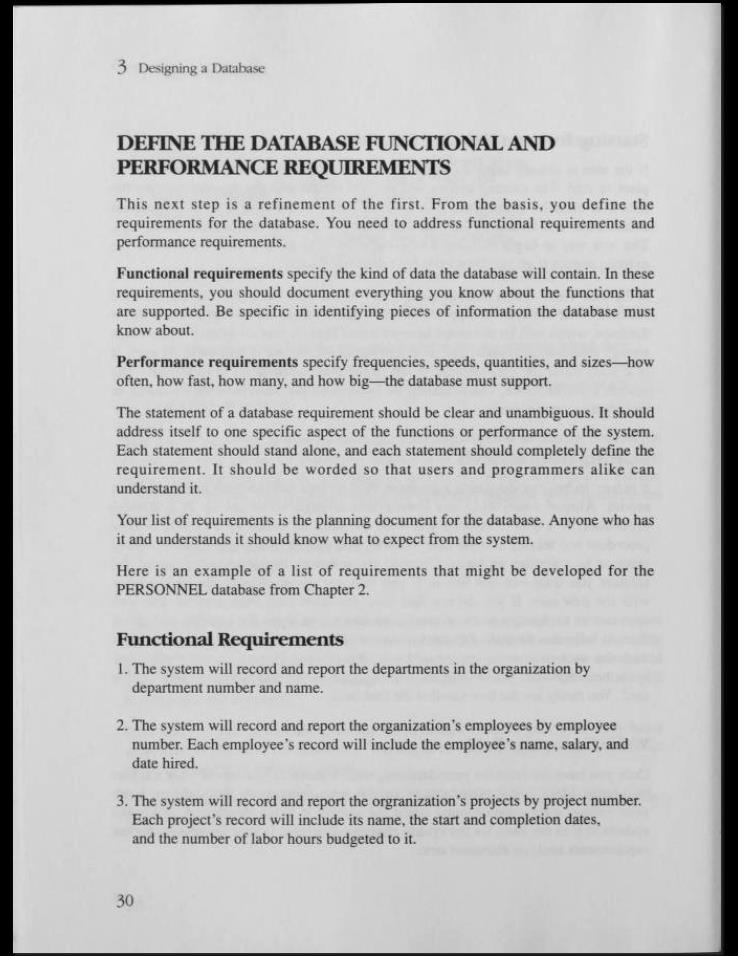 3 Designing a Database
DEFINE THE DATABASE FUNCTIONAL AND
PERFORMANCE REQUIREMENTS
This next step is a refinement of the first. From the basis, you define the
requirements for the database. You need to address functional requirements and
performance requirements.
Functional requirements specify the kind of data the database will contain. In these
requirements, you should document everything you know about the functions that
are supported. Be specific in identifying pieces of information the database must
know about.
Performance requirements specify frequencies, speeds, quantities, and sizes—how
often, how fast, how many, and how big—the database must support.
The statement of a database requirement should be clear and unambiguous. It should
address itself to one specific aspect of the functions or performance of the system.
Each statement should stand alone, and each statement should completely define the
requirement. It should be worded so that users and programmers alike can
understand it.
Your list of requirements is the planning document for the database. Anyone who has
it and understands it should know what to expect from the system.
Here is an example of a list of requirements that might be developed for the
PERSONNEL database from Chapter 2.
Functional Requirements
1. The system will record and report the departments in the organization by
department number and name.
2. The system will record and report the organization's employees by employee
number. Each employee's record will include the employee's name, salary, and
date hired.
3. The system will record and report the orgranization's projects by project number.
Each project's record will include its name, the start and completion dates,
and the number of labor hours budgeted to it.
30